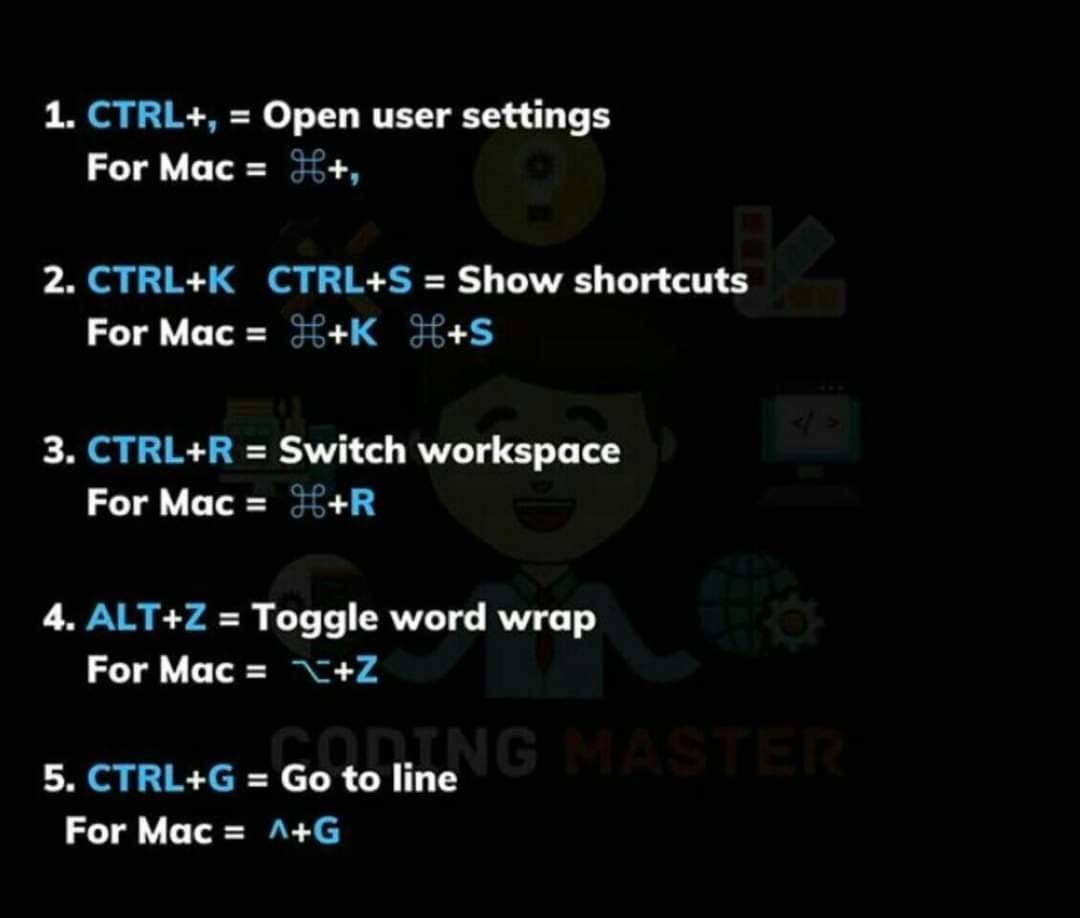 1. CTRL+, = Open user settings
For Mac = ⌘+,
2. CTRL+K CTRL+S = Show shortcuts
For Mac = ⌘+K ⌘+S
3. CTRL+R = Switch workspace
For Mac = ⌘+R
4. ALT+Z = Toggle word wrap
For Mac = ⌥+Z
CODING MASTER
5. CTRL+G = Go to line
For Mac = ^+G